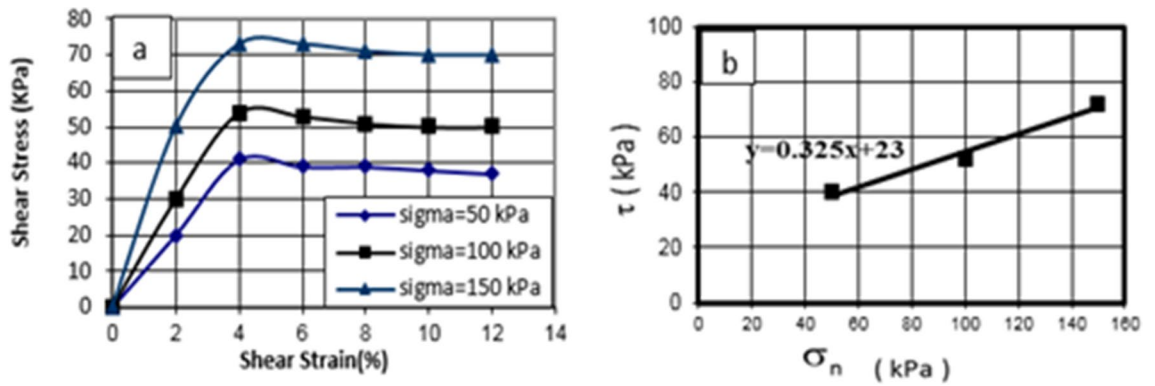 a
Shear Stress (KPa)
80
70
60
50
40
30
20
10
0
0 2 4 6 8 10 12 14
Shear Strain(%)
sigma=50 kPa
sigma=100 kPa
sigma=150 kPa
b
τ ( kPa )
100
80
60
40
20
0
y=0.325x+23
0 20 40 60 80 100 120 140 160
σn ( kPa )